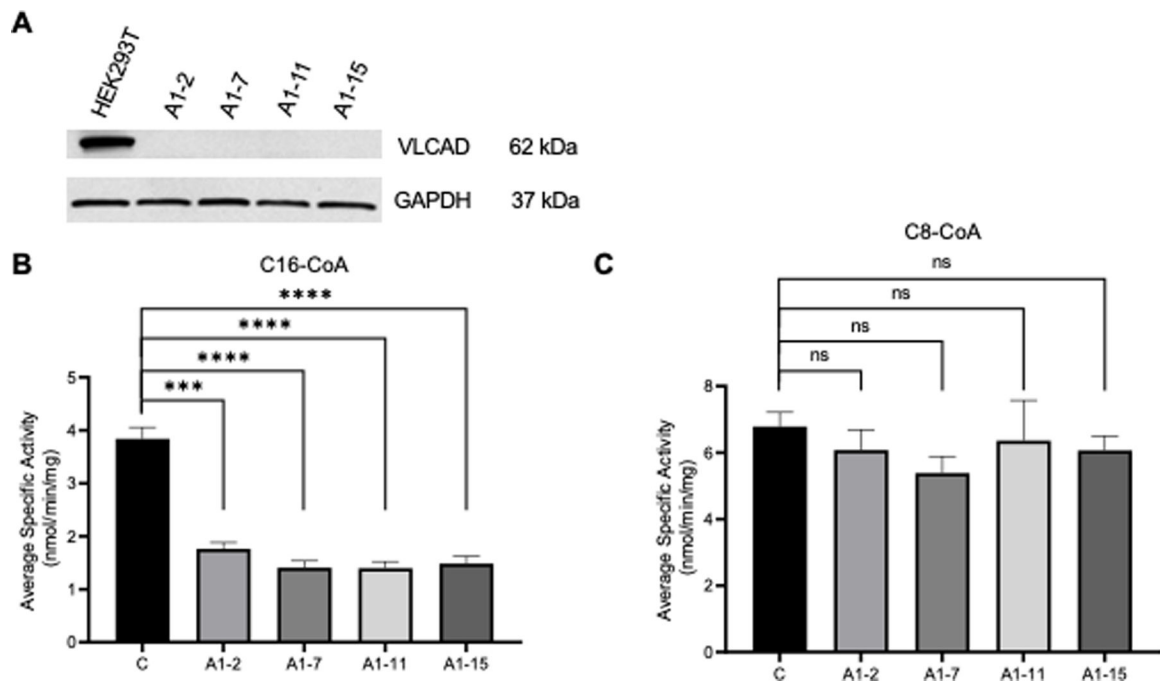 A
HEK293T
A1-2
A1-7
A1-11
A1-15
VLCAD 62 kDa
GAPDH 37 kDa
B
C16-CoA
****
****
****
***
Average Specific Activity
(nmol/min/mg)
5
4
3
2
1
0
C A1-2 A1-7 A1-11 A1-15
C
C8-CoA
ns
ns
ns
ns
Average Specific Activity
(nmol/min/mg)
8
6
4
2
0
C A1-2 A1-7 A1-11 A1-15